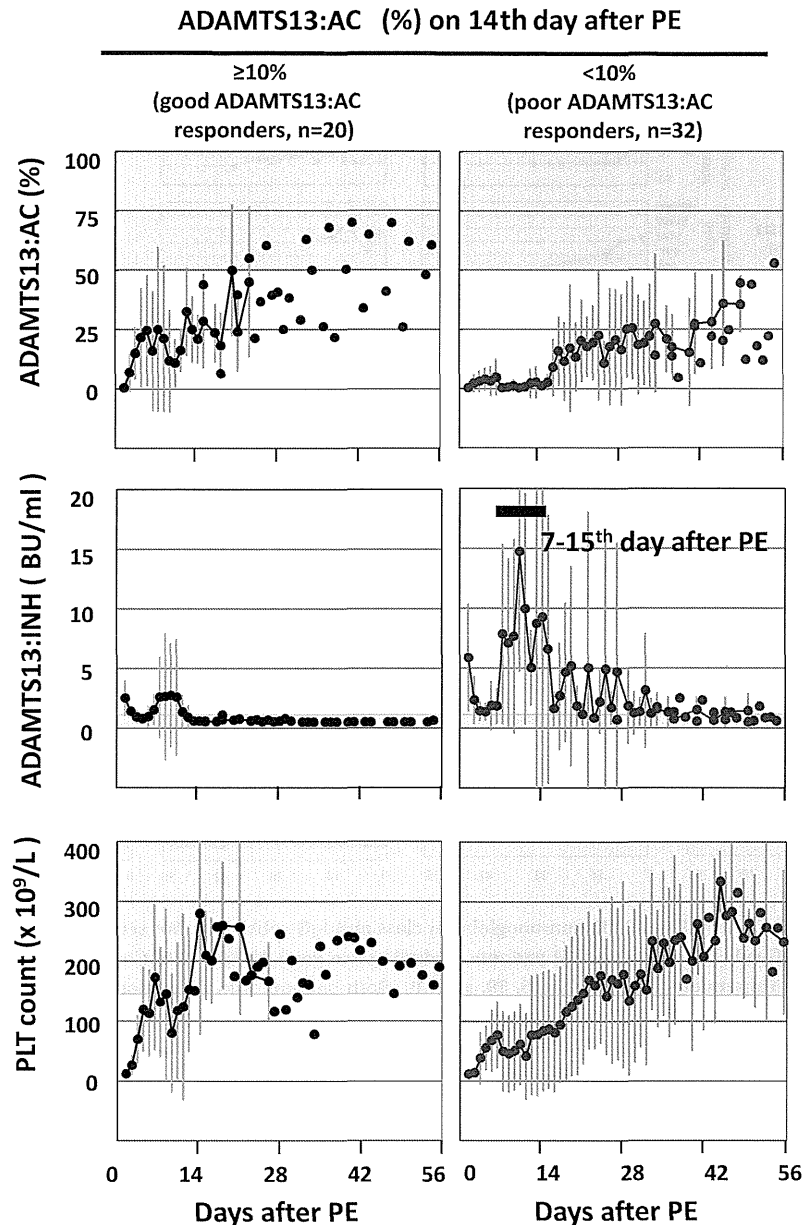 ADAMTS13:AC (%) on 14th day after PE
≥10%
(good ADAMTS13:AC
responders, n=20)
<10%
(poor ADAMTS13:AC
responders, n=32)
ADAMTS13:AC (%)
100
75
50
25
0
ADAMTS13:INH ( BU/ml )
20
15
10
5
0
7-15th day after PE
PLT count (x 10⁹/L)
400
300
200
100
0
0 14 28 42 56
Days after PE
0 14 28 42 56
Days after PE